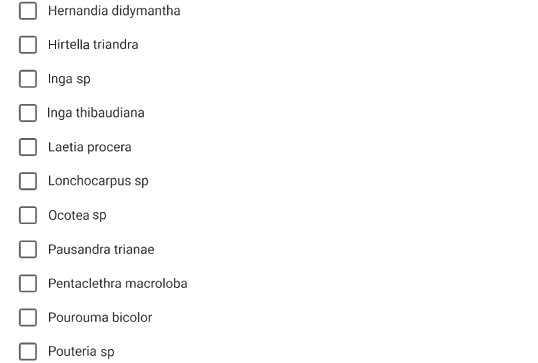 Hernandia didymantha
Hirtella triandra
Inga sp
Inga thibaudiana
Laetia procera
Lonchocarpus sp
Ocotea sp
Pausandra trianae
Pentaclethra macroloba
Pourouma bicolor
Pouteria sp